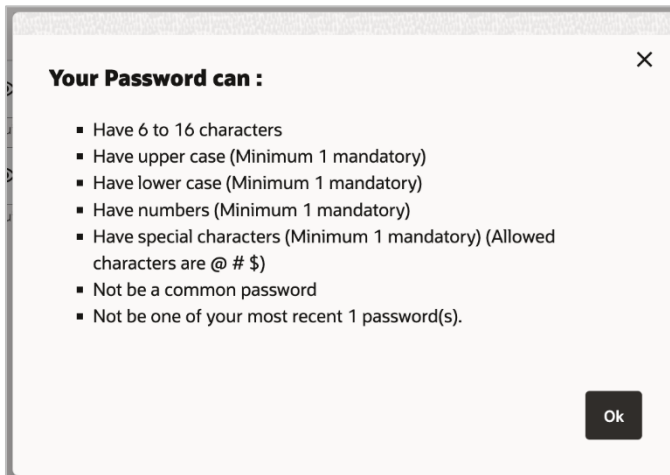 Your Password can :
▪ Have 6 to 16 characters
▪ Have upper case (Minimum 1 mandatory)
▪ Have lower case (Minimum 1 mandatory)
▪ Have numbers (Minimum 1 mandatory)
▪ Have special characters (Minimum 1 mandatory) (Allowed
characters are @ # $)
▪ Not be a common password
▪ Not be one of your most recent 1 password(s).
Ok